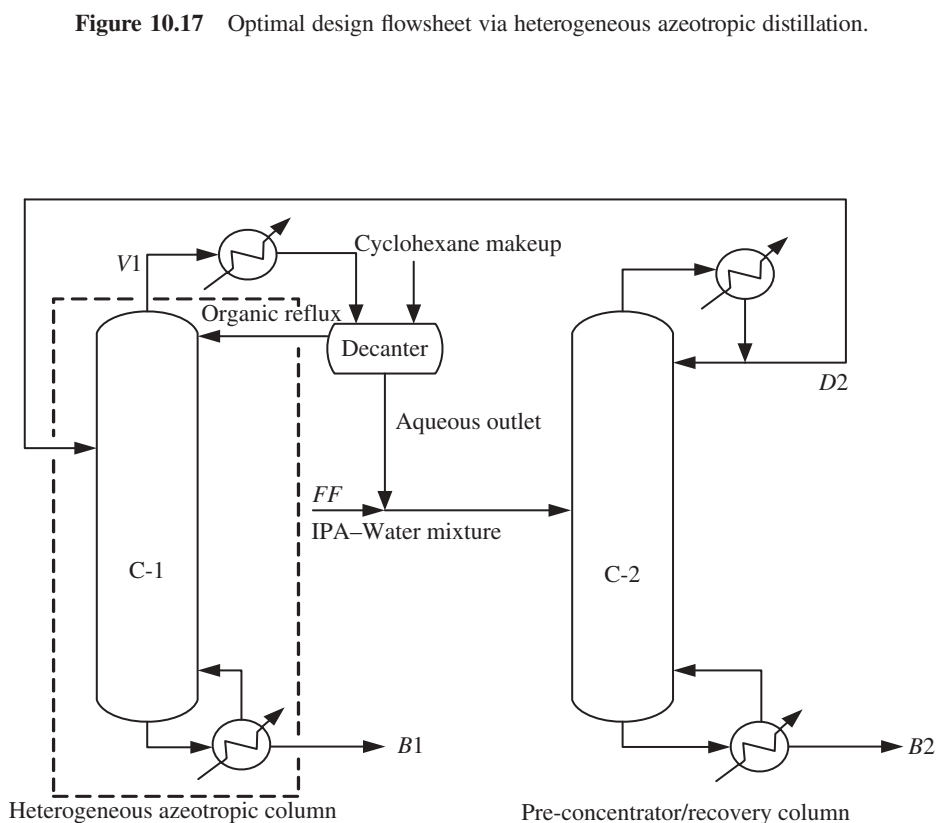 Figure 10.17 Optimal design flowsheet via heterogeneous azeotropic distillation.
V1
Cyclohexane makeup
Organic reflux
Decanter
D2
Aqueous outlet
FF
IPA–Water mixture
C-1
C-2
B1
B2
Heterogeneous azeotropic column
Pre-concentrator/recovery column